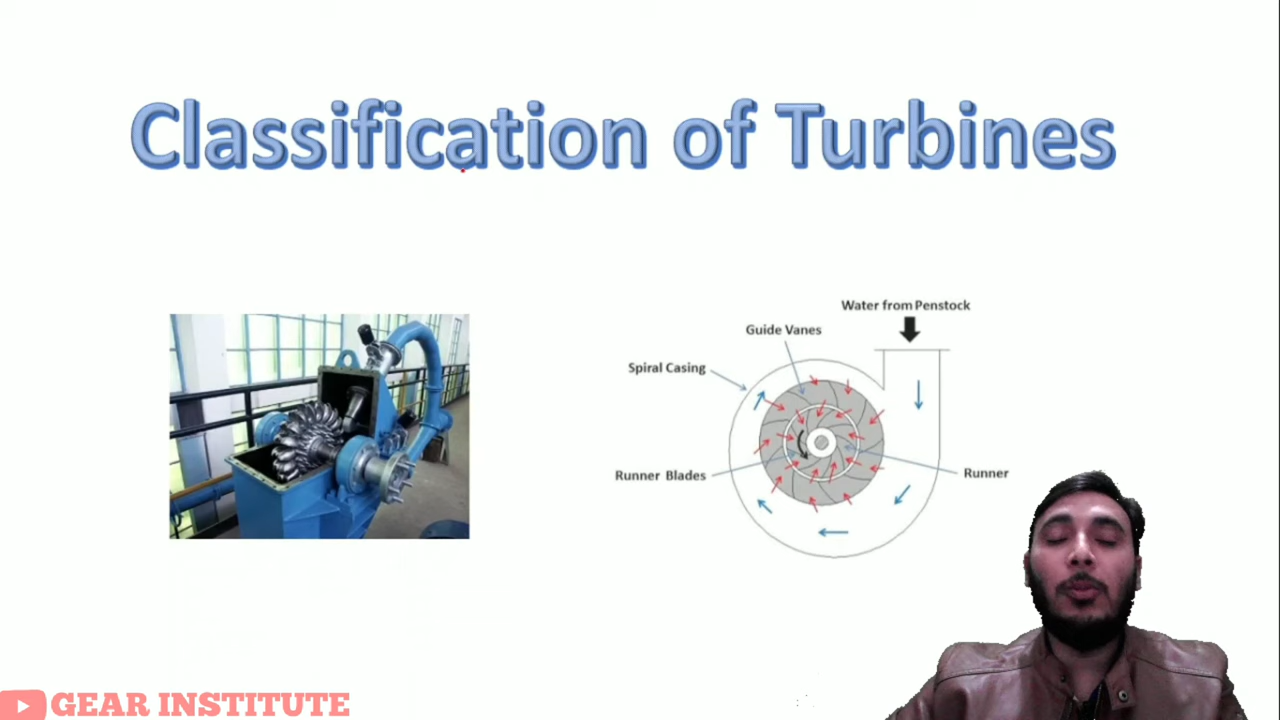 Classification of Turbines
Water from Penstock
Guide Vanes
Spiral Casing
Runner Blades
Runner
GEAR INSTITUTE